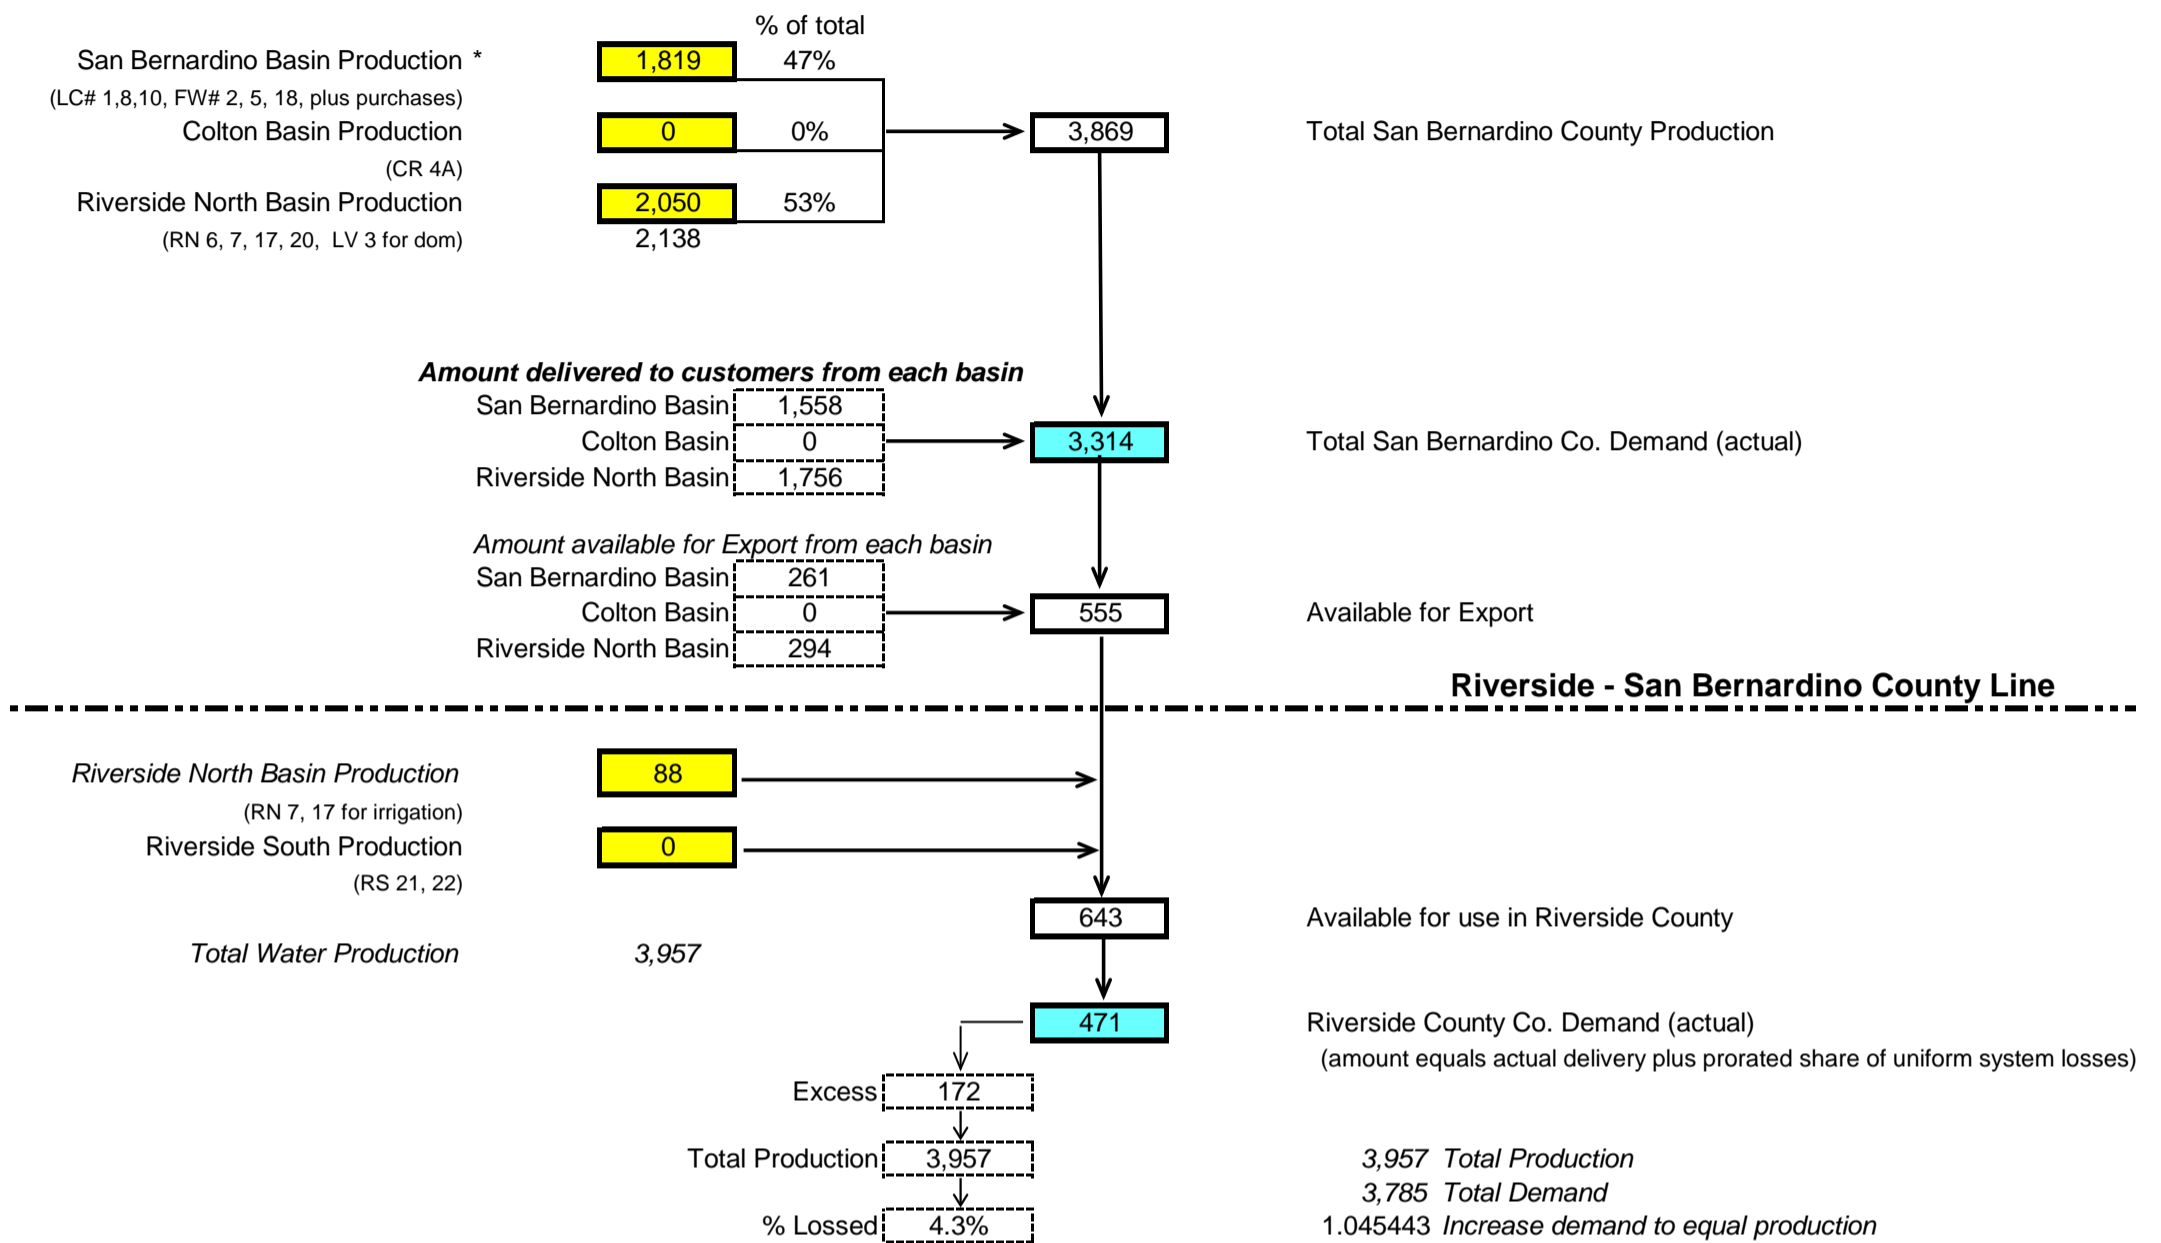 % of total
San Bernardino Basin Production * 1,819 47%
(LC# 1,8,10, FW# 2, 5, 18, plus purchases)
Colton Basin Production 0 0% 3,869 Total San Bernardino County Production
(CR 4A)
Riverside North Basin Production 2,050 53%
(RN 6, 7, 17, 20, LV 3 for dom) 2,138
Amount delivered to customers from each basin
San Bernardino Basin 1,558
Colton Basin 0 3,314 Total San Bernardino Co. Demand (actual)
Riverside North Basin 1,756
Amount available for Export from each basin
San Bernardino Basin 261
Colton Basin 0 555 Available for Export
Riverside North Basin 294
Riverside - San Bernardino County Line
Riverside North Basin Production 88
(RN 7, 17 for irrigation)
Riverside South Production 0
(RS 21, 22)
643 Available for use in Riverside County
Total Water Production 3,957
471 Riverside County Co. Demand (actual)
(amount equals actual delivery plus prorated share of uniform system losses)
Excess 172
Total Production 3,957 3,957 Total Production
3,785 Total Demand
% Lossed 4.3% 1.045443 Increase demand to equal production